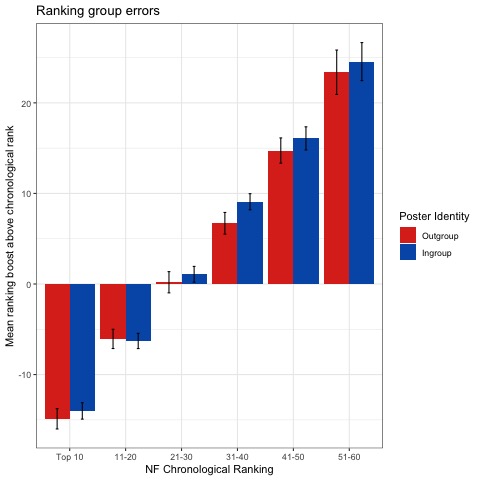 Ranking group errors
Mean ranking boost above chronological rank
20
10
0
-10
Top 10
11-20
21-30
31-40
41-50
51-60
NF Chronological Ranking
Poster Identity
Outgroup
Ingroup